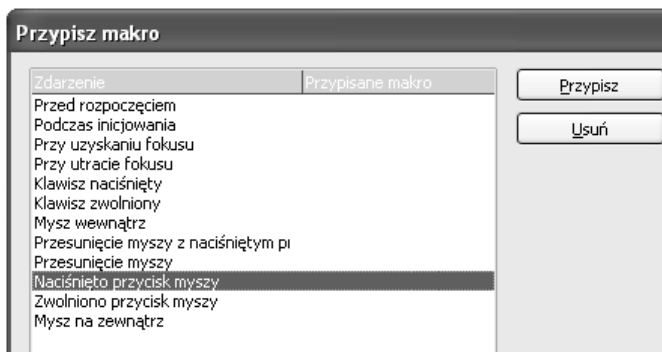 Przypisz makro
Zdarzenie Przypisane makro
Przed rozpoczęciem
Podczas inicjowania
Przy uzyskaniu fokusu
Przy utracie fokusu
Klawisz naciśnięty
Klawisz zwolniony
Mysz wewnątrz
Przesunięcie myszy z naciśniętym
Przesunięcie myszy
Naciśnięto przycisk myszy
Zwolniono przycisk myszy
Mysz na zewnątrz
Przypisz
Usuń